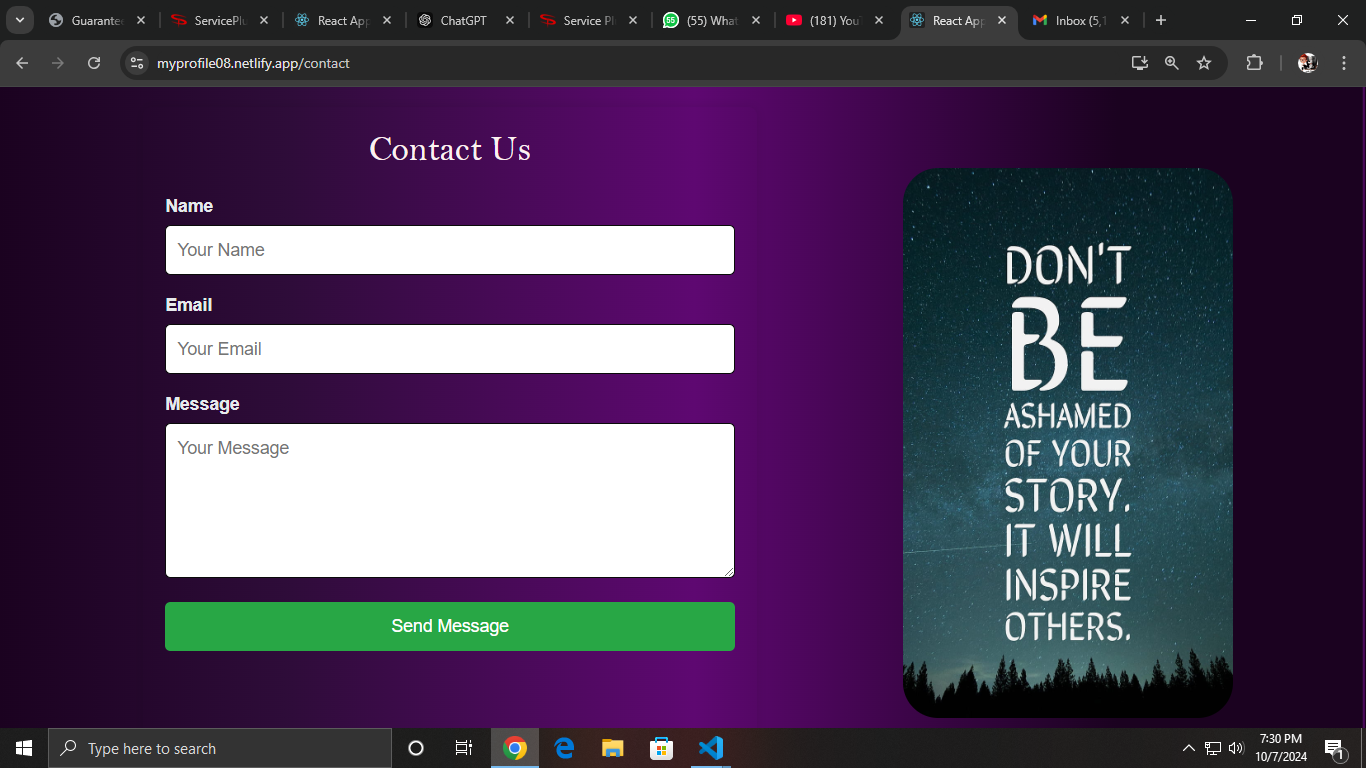 Guarantee
ServicePlu
React App
ChatGPT
Service Pl
(55) What
(181) You
React App
Inbox (5,1
myprofile08.netlify.app/contact
Contact Us
Name
Your Name
Email
Your Email
Message
Your Message
Send Message
DON'T
BE
ASHAMED
OF YOUR
STORY.
IT WILL
INSPIRE
OTHERS.
Type here to search
7:30 PM
10/7/2024
1